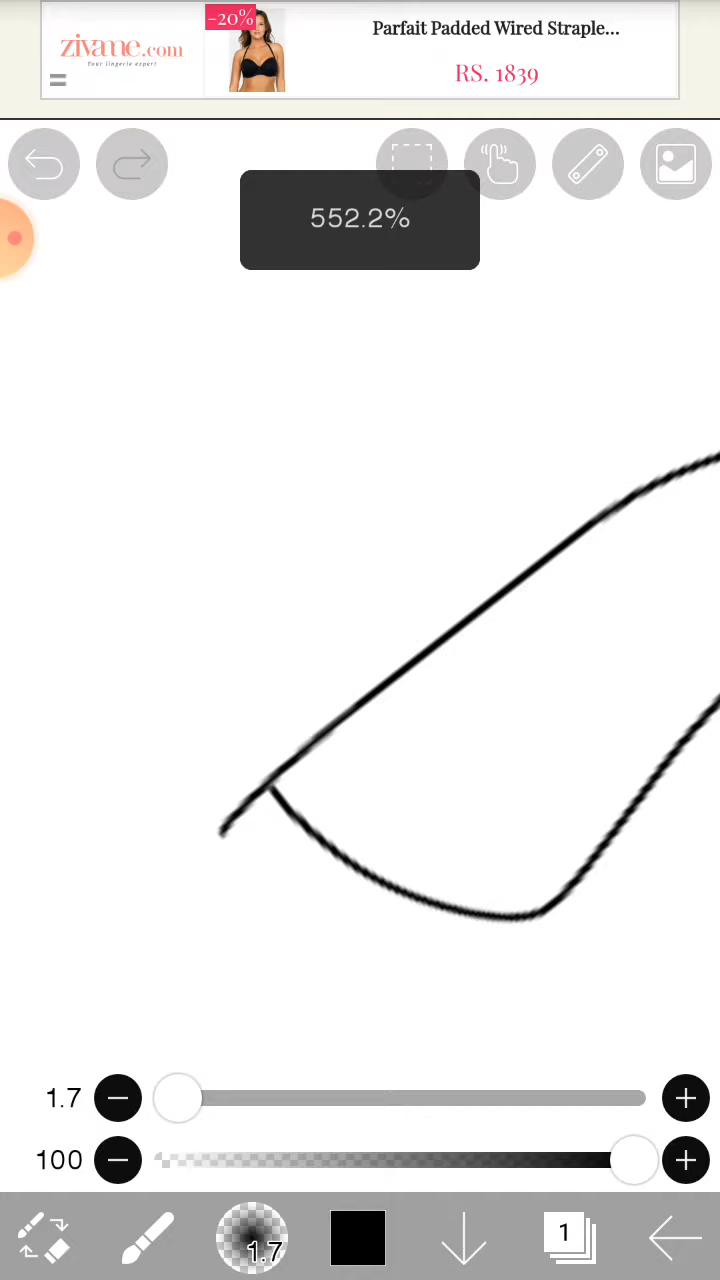 -20%
zivame.com
Your lingerie expert
Parfait Padded Wired Straple...
RS. 1839
552.2%
1.7
100
1.7
1